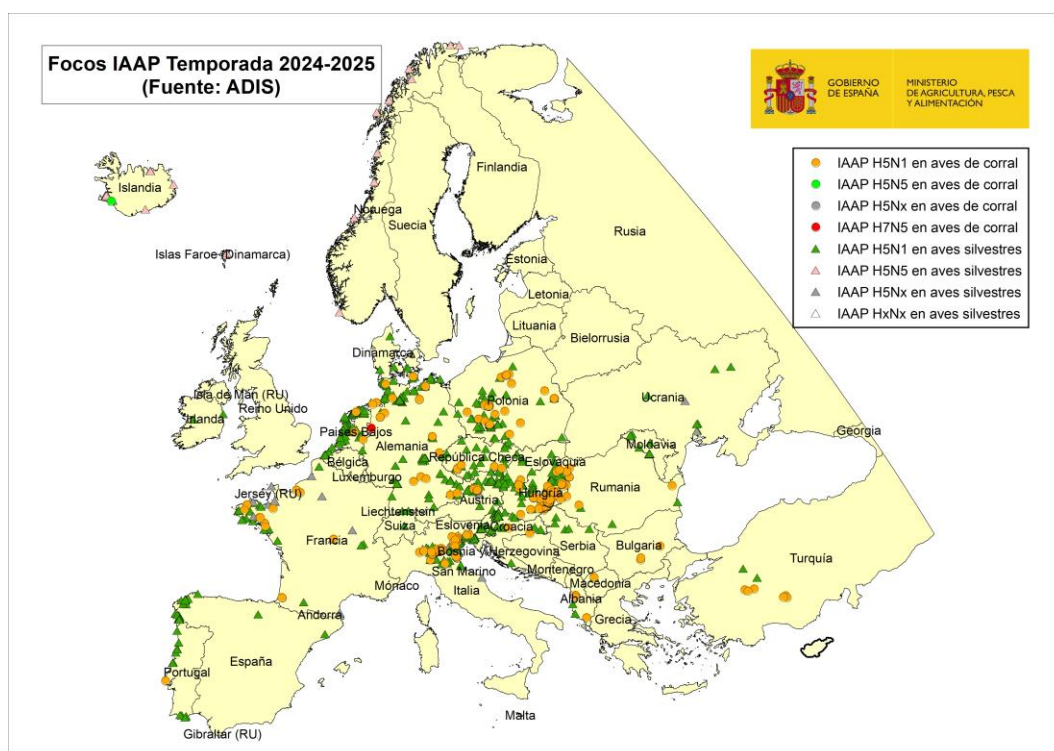 Focos IAAP Temporada 2024-2025
(Fuente: ADIS)
GOBIERNO
DE ESPAÑA
MINISTERIO
DE AGRICULTURA, PESCA
Y ALIMENTACIÓN
IAAP H5N1 en aves de corral
IAAP H5N5 en aves de corral
IAAP H5Nx en aves de corral
IAAP H7N5 en aves de corral
IAAP H5N1 en aves silvestres
IAAP H5N5 en aves silvestres
IAAP H5Nx en aves silvestres
IAAP HxNx en aves silvestres
Finlandia
Islandia
Noruega
Suecia
Rusia
Islas Faroe (Dinamarca)
Estonia
Letonia
Lituania
Bielorrusia
Dinamarca
Isla de Man (RU)
Reino Unido
Irlanda
Polonia
Ucrania
Países Bajos
Alemania
Georgia
Bélgica
República Checa
Eslovaquia
Moldavia
Luxemburgo
Jersey (RU)
Austria
Hungría
Rumania
Liechtenstein
Suiza
Eslovenia
Croacia
Francia
Bosnia y Herzegovina
Serbia
Bulgaria
San Marino
Montenegro
Turquía
Mónaco
Italia
Macedonia
Albania
Andorra
Grecia
España
Portugal
Malta
Gibraltar (RU)